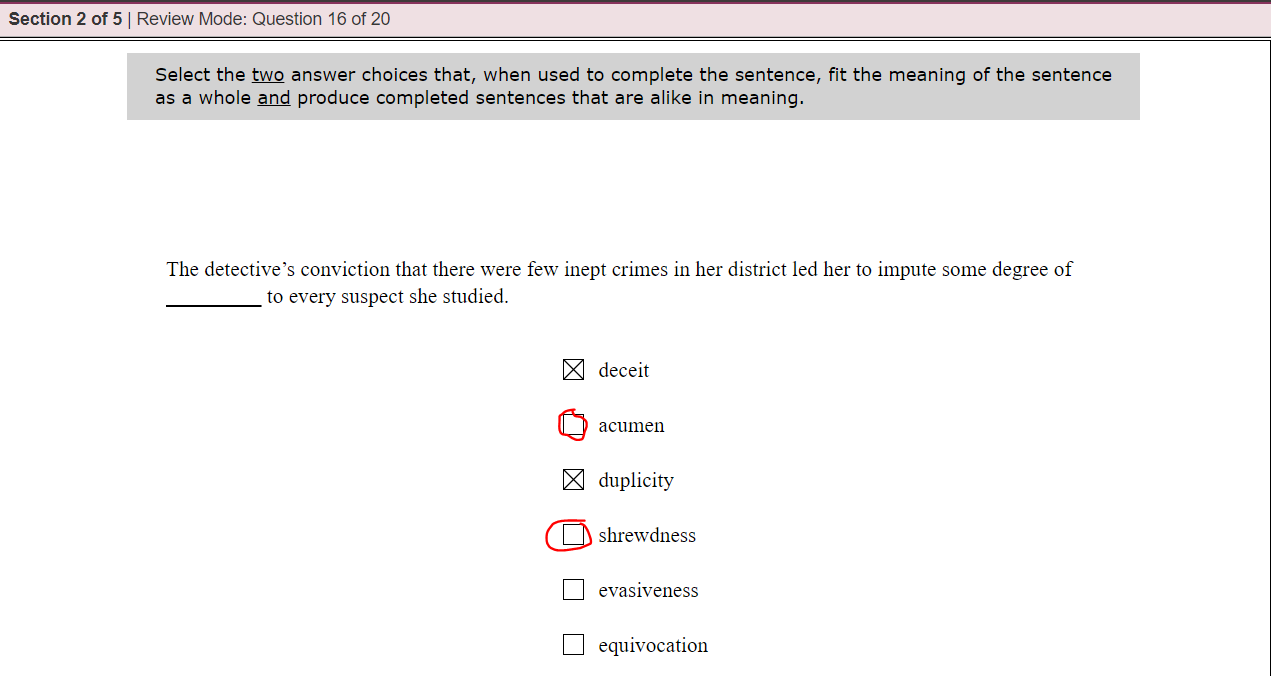 Section 2 of 5 | Review Mode: Question 16 of 20
Select the two answer choices that, when used to complete the sentence, fit the meaning of the sentence
as a whole and produce completed sentences that are alike in meaning.
The detective’s conviction that there were few inept crimes in her district led her to impute some degree of
_________ to every suspect she studied.
deceit
acumen
duplicity
shrewdness
evasiveness
equivocation